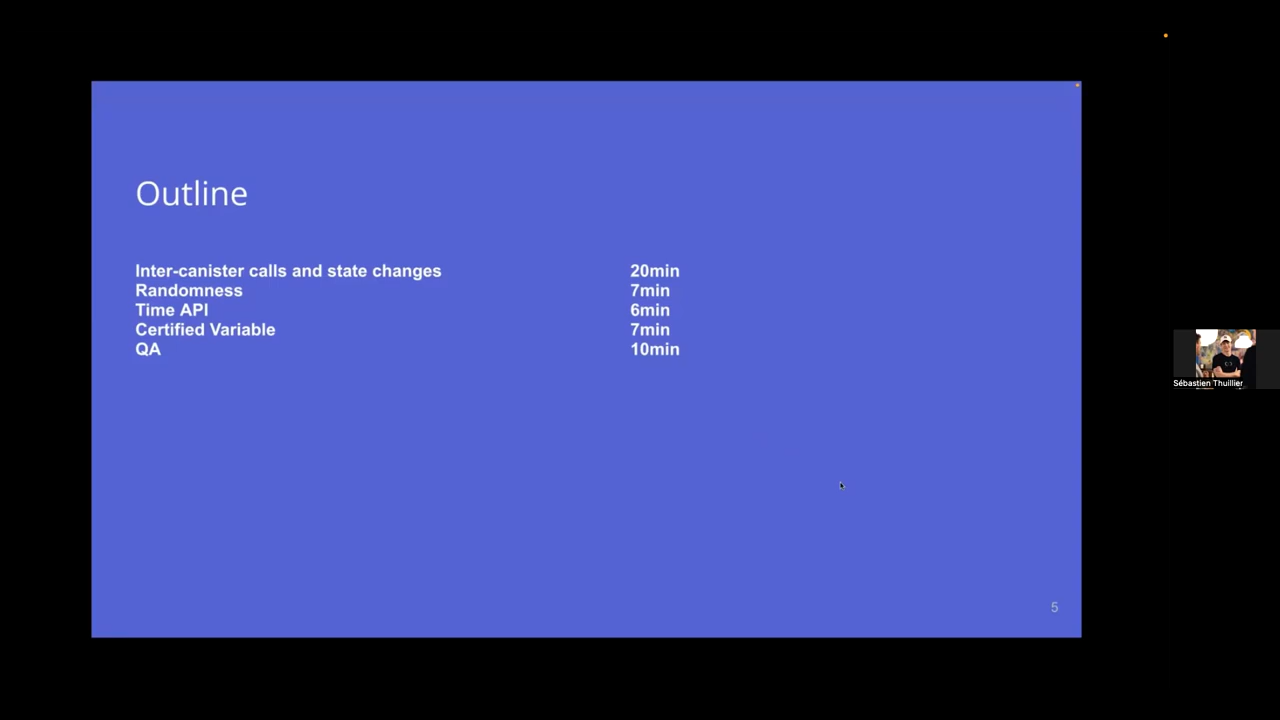 Outline
Inter-canister calls and state changes 20min
Randomness 7min
Time API 6min
Certified Variable 7min
QA 10min
5
Sébastien Thuillier